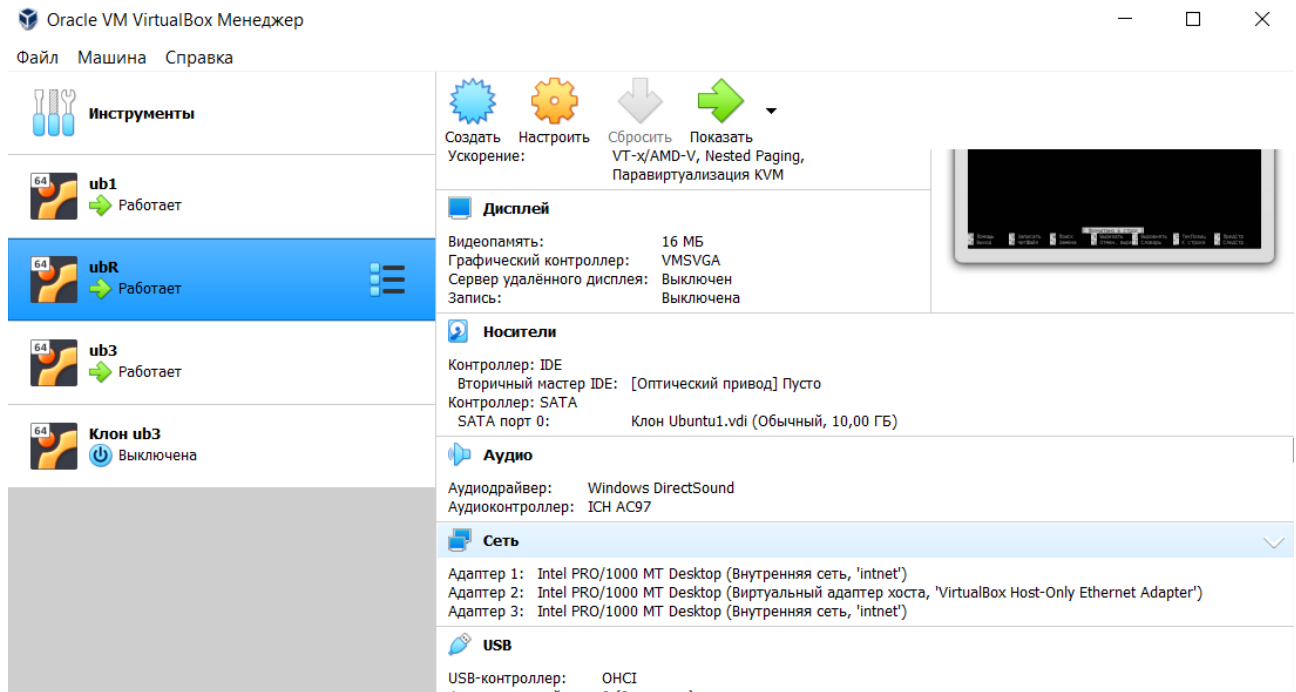 Oracle VM VirtualBox Менеджер
Файл Машина Справка
Инструменты
64
ub1
Работает
64
ubR
Работает
64
ub3
Работает
64
Клон ub3
Выключена
Создать Настроить Сбросить Показать
Ускорение: VT-x/AMD-V, Nested Paging,
Паравиртуализация KVM
Дисплей
Видеопамять: 16 МБ
Графический контроллер: VMSVGA
Сервер удалённого дисплея: Выключен
Запись: Выключена
Носители
Контроллер: IDE
Вторичный мастер IDE: [Оптический привод] Пусто
Контроллер: SATA
SATA порт 0: Клон Ubuntu1.vdi (Обычный, 10,00 ГБ)
Аудио
Аудиодрайвер: Windows DirectSound
Аудиоконтроллер: ICH AC97
Сеть
Адаптер 1: Intel PRO/1000 MT Desktop (Внутренняя сеть, 'intnet')
Адаптер 2: Intel PRO/1000 MT Desktop (Виртуальный адаптер хоста, 'VirtualBox Host-Only Ethernet Adapter')
Адаптер 3: Intel PRO/1000 MT Desktop (Внутренняя сеть, 'intnet')
USB
USB-контроллер: OHCI